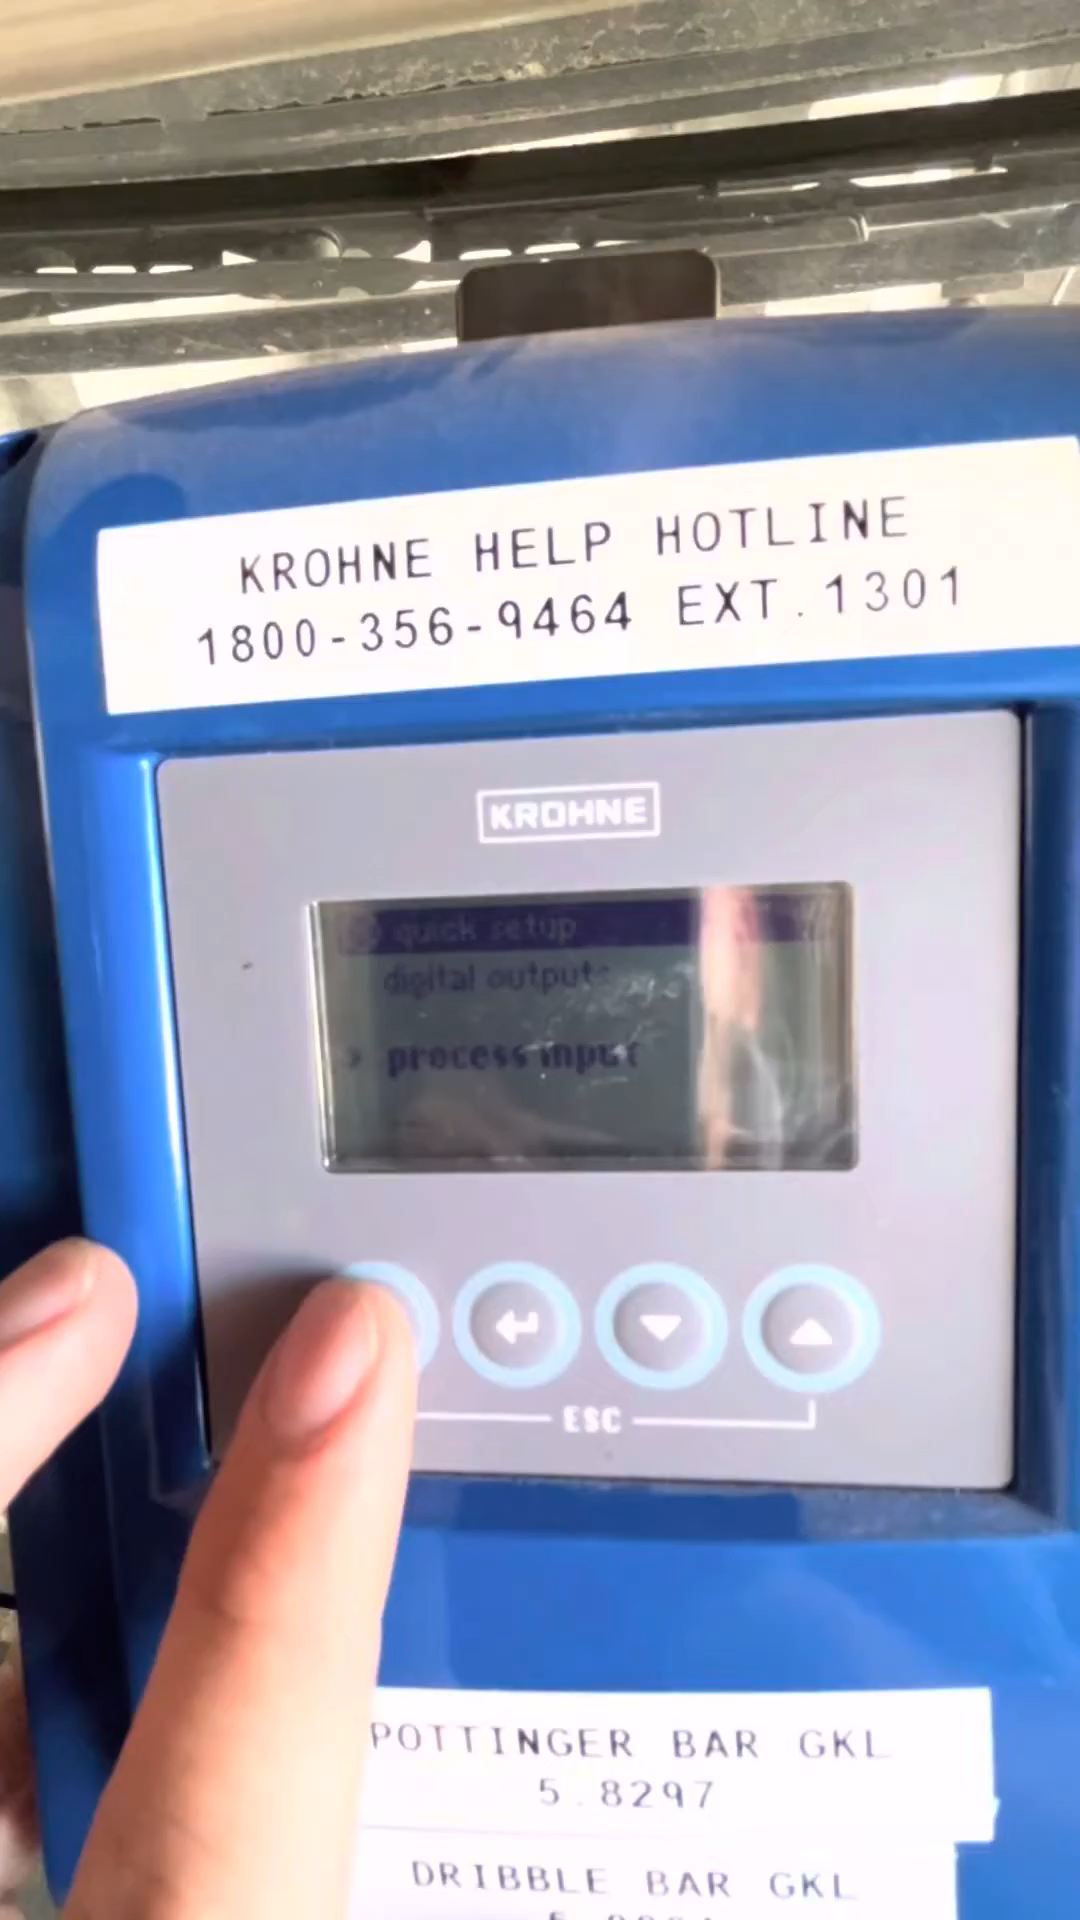 KROHNE HELP HOTLINE
1800-356-9464 EXT.1301
KROHNE
quick setup
digital outputs
> process input
ESC
POTTINGER BAR GKL
5.8297
DRIBBLE BAR GKL